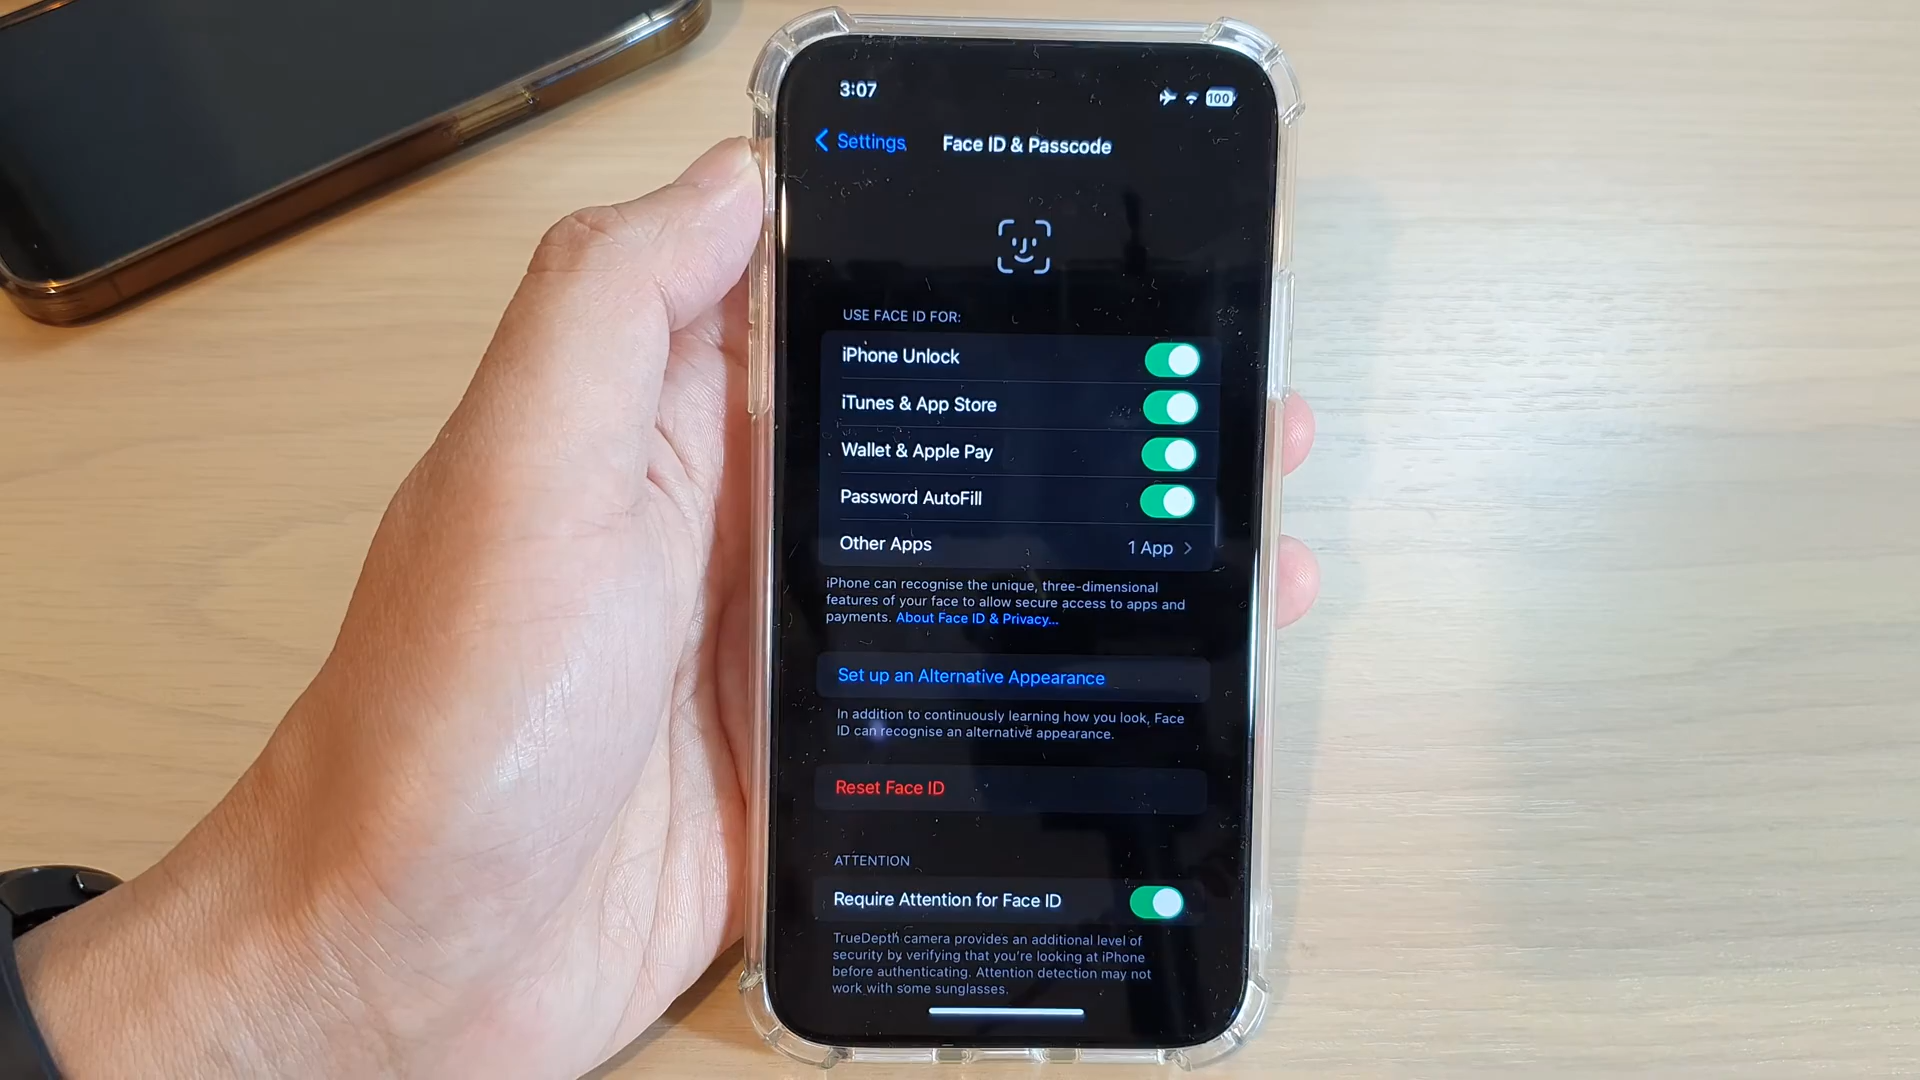 3:07
100
Settings
Face ID & Passcode
USE FACE ID FOR:
iPhone Unlock
iTunes & App Store
Wallet & Apple Pay
Password AutoFill
Other Apps 1 App
iPhone can recognise the unique, three-dimensional
features of your face to allow secure access to apps and
payments. About Face ID & Privacy...
Set up an Alternative Appearance
In addition to continuously learning how you look, Face
ID can recognise an alternative appearance.
Reset Face ID
ATTENTION
Require Attention for Face ID
TrueDepth camera provides an additional level of
security by verifying that you're looking at iPhone
before authenticating. Attention detection may not
work with some sunglasses.